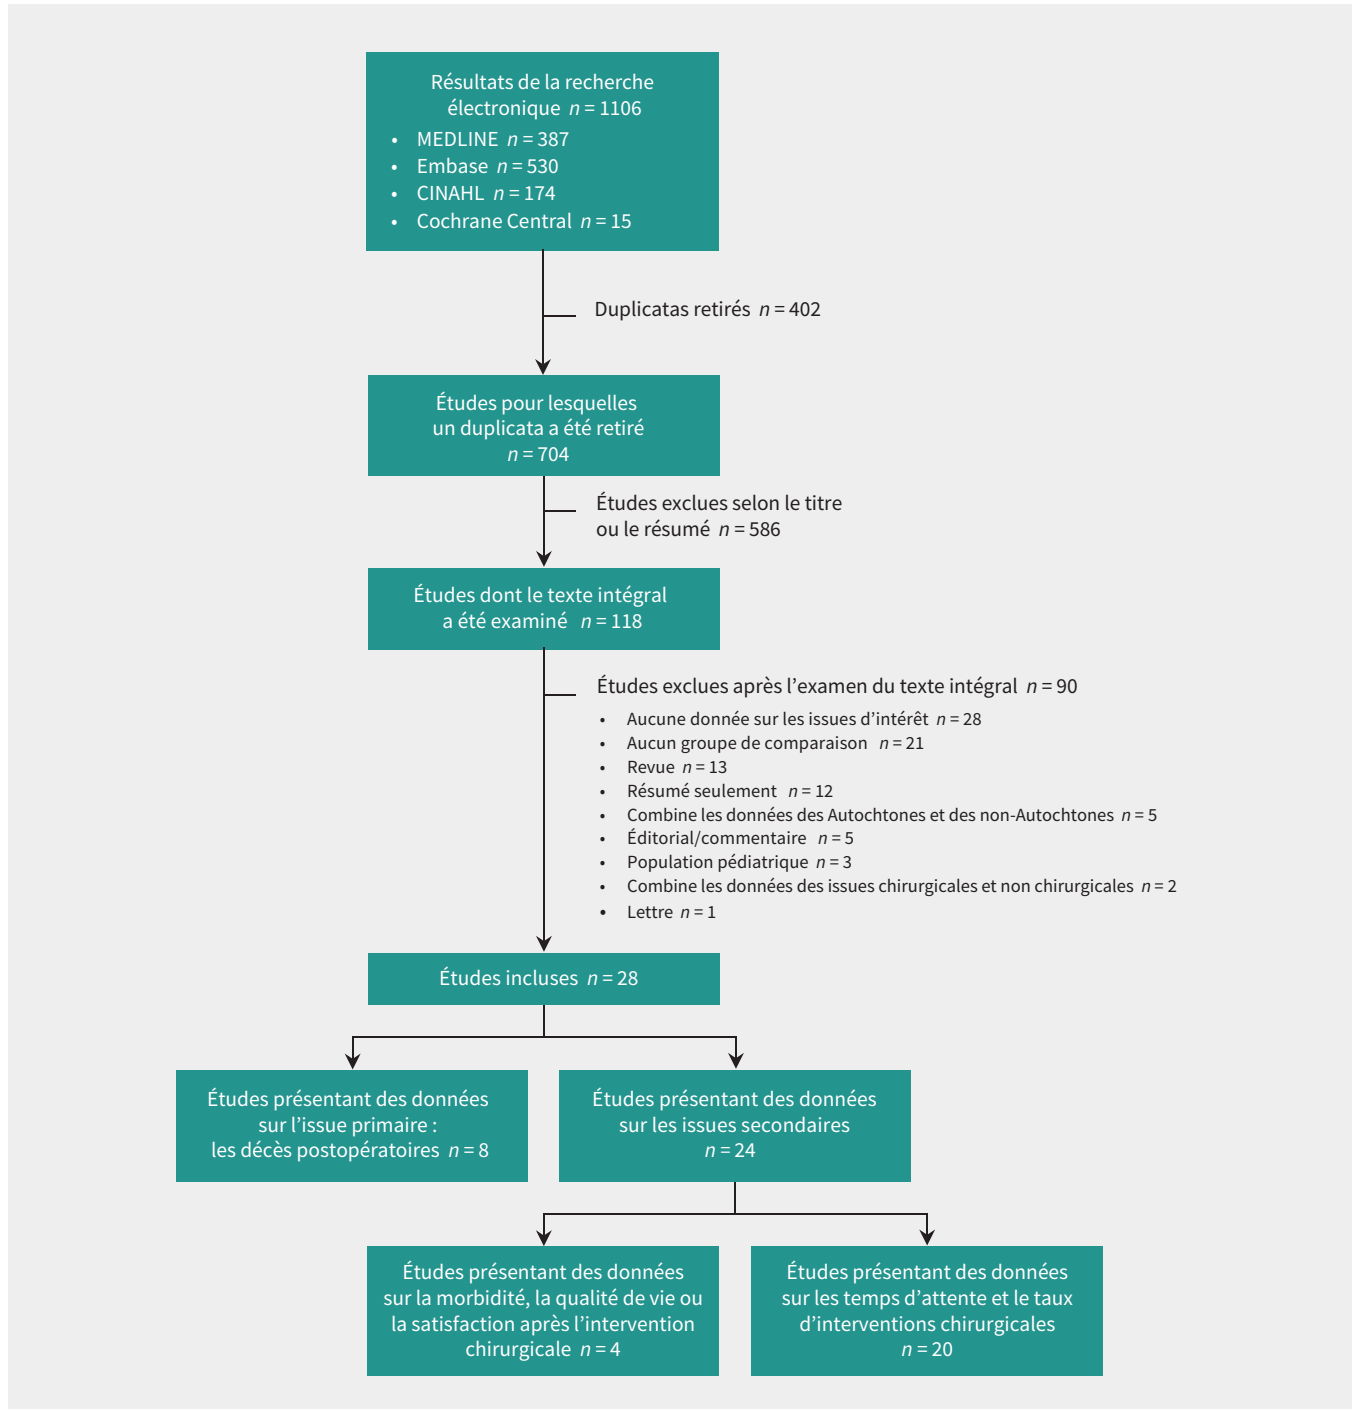 Résultats de la recherche
électronique n = 1106
• MEDLINE n = 387
• Embase n = 530
• CINAHL n = 174
• Cochrane Central n = 15
Duplicatas retirés n = 402
Études pour lesquelles
un duplicata a été retiré
n = 704
Études exclues selon le titre
ou le résumé n = 586
Études dont le texte intégral
a été examiné n = 118
Études exclues après l’examen du texte intégral n = 90
• Aucune donnée sur les issues d’intérêt n = 28
• Aucun groupe de comparaison n = 21
• Revue n = 13
• Résumé seulement n = 12
• Combine les données des Autochtones et des non-Autochtones n = 5
• Éditorial/commentaire n = 5
• Population pédiatrique n = 3
• Combine les données des issues chirurgicales et non chirurgicales n = 2
• Lettre n = 1
Études incluses n = 28
Études présentant des données
sur l’issue primaire :
les décès postopératoires n = 8
Études présentant des données
sur les issues secondaires
n = 24
Études présentant des données
sur la morbidité, la qualité de vie ou
la satisfaction après l’intervention
chirurgicale n = 4
Études présentant des données
sur les temps d’attente et le taux
d’interventions chirurgicales
n = 20